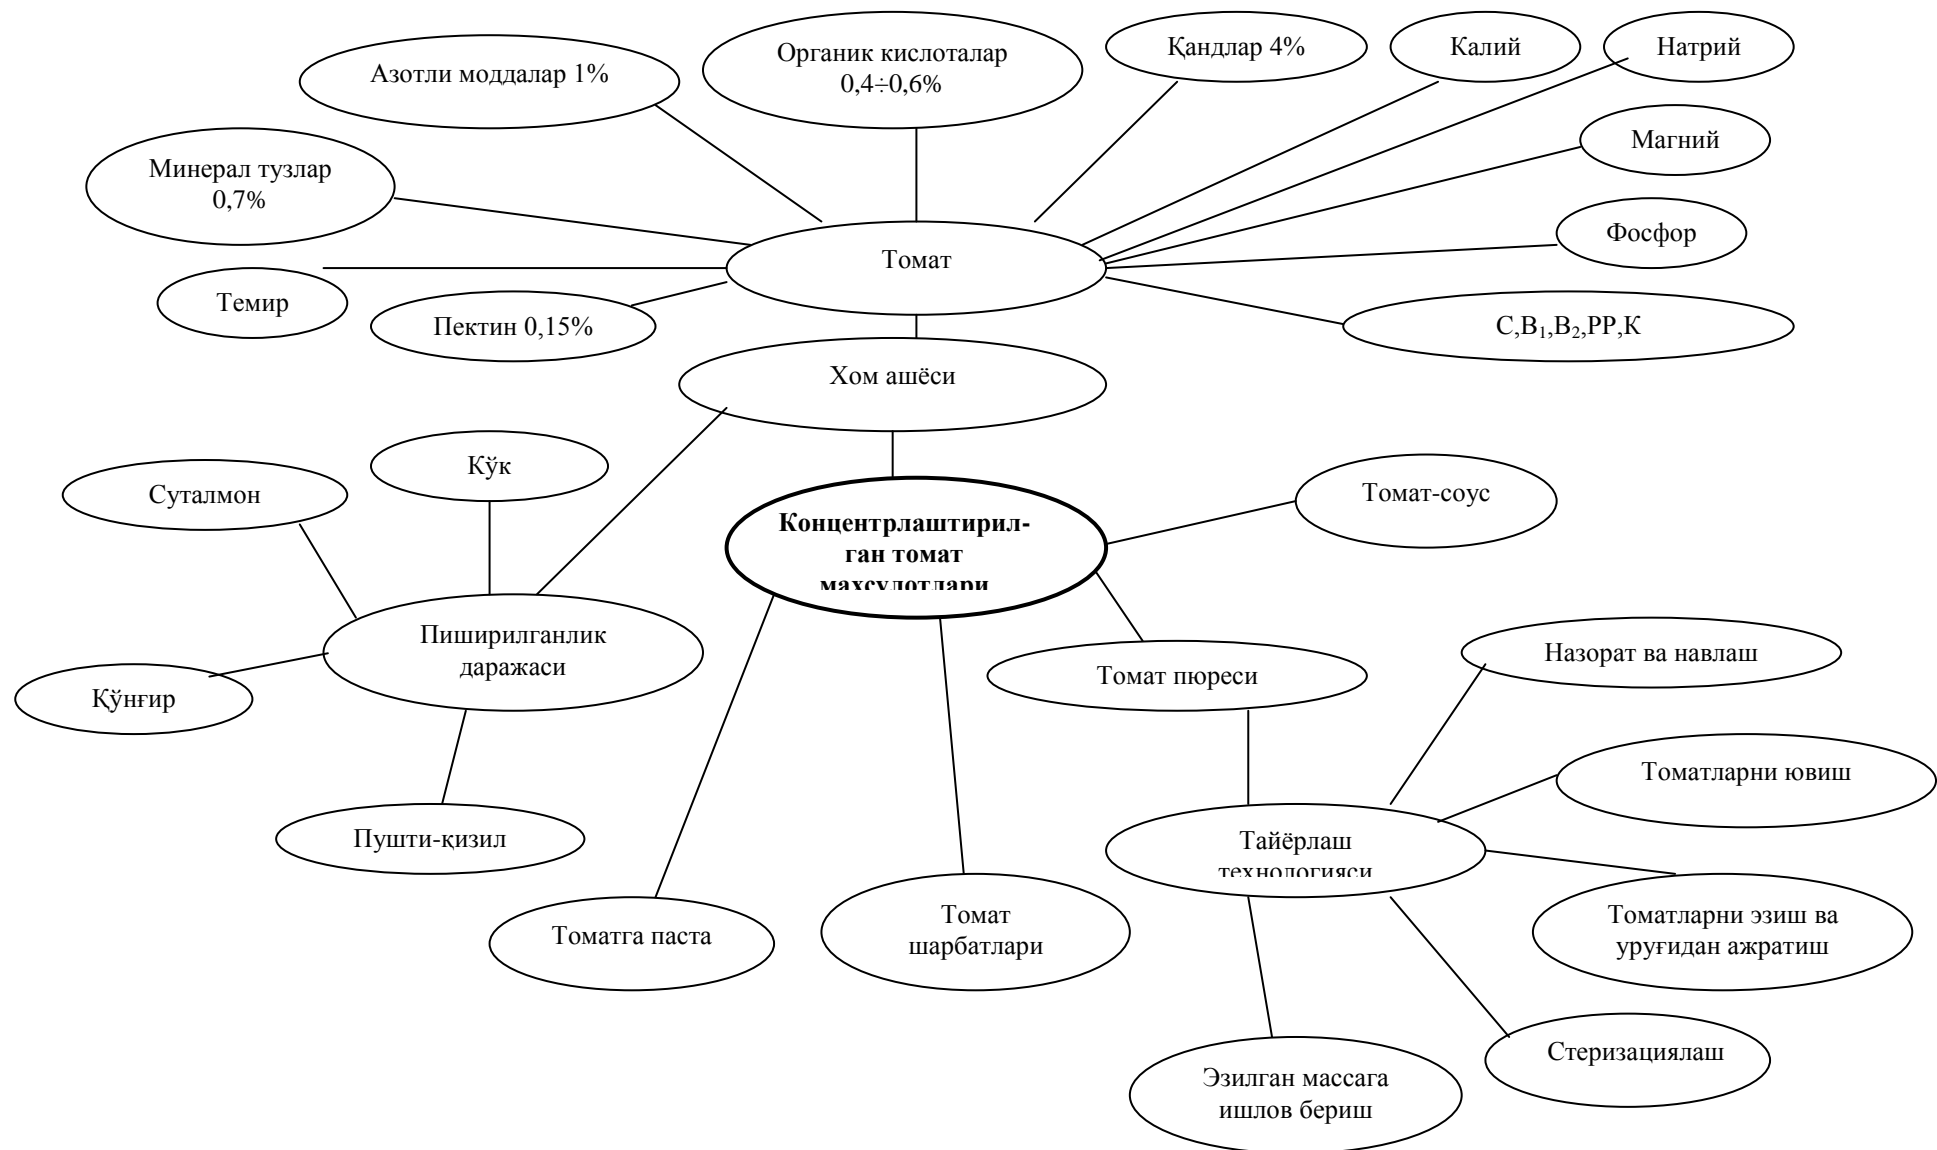 Органик кислоталар
0,4÷0,6%
Қандлар 4%
Калий
Натрий
Азотли моддалар 1%
Магний
Минерал тузлар
0,7%
Фосфор
Томат
Темир
Пектин 0,15%
С,В₁,В₂,РР,К
Хом ашёси
Кўк
Суталмон
Томат-соус
Концентрлаштирил-
ган томат
махсулотлари
Пиширилганлик
даражаси
Назорат ва навлаш
Томат пюреси
Қўнғир
Томатларни ювиш
Пушти-қизил
Тайёрлаш
технологияси
Томатга паста
Томат
шарбатлари
Томатларни эзиш ва
уруғидан ажратиш
Стеризациялаш
Эзилган массага
ишлов бериш